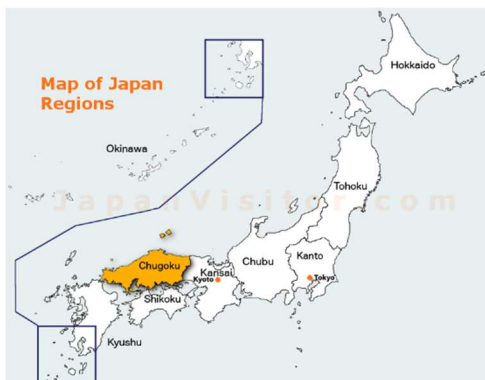 Map of Japan
Regions
Hokkaido
Okinawa
Tohoku
JapanVisitor.com
Chugoku
Kansai
Kyoto
Chubu
Kanto
Tokyo
Shikoku
Kyushu